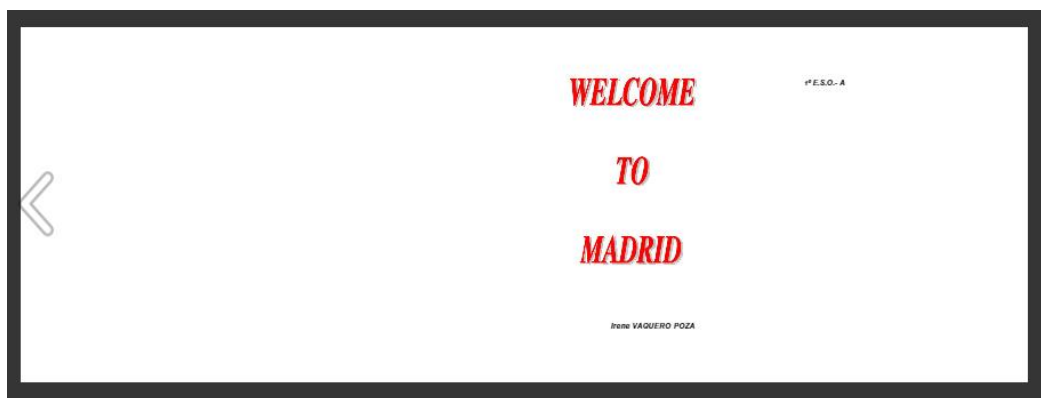 WELCOME
1º E.S.O.- A
TO
MADRID
Irene VAQUERO POZA